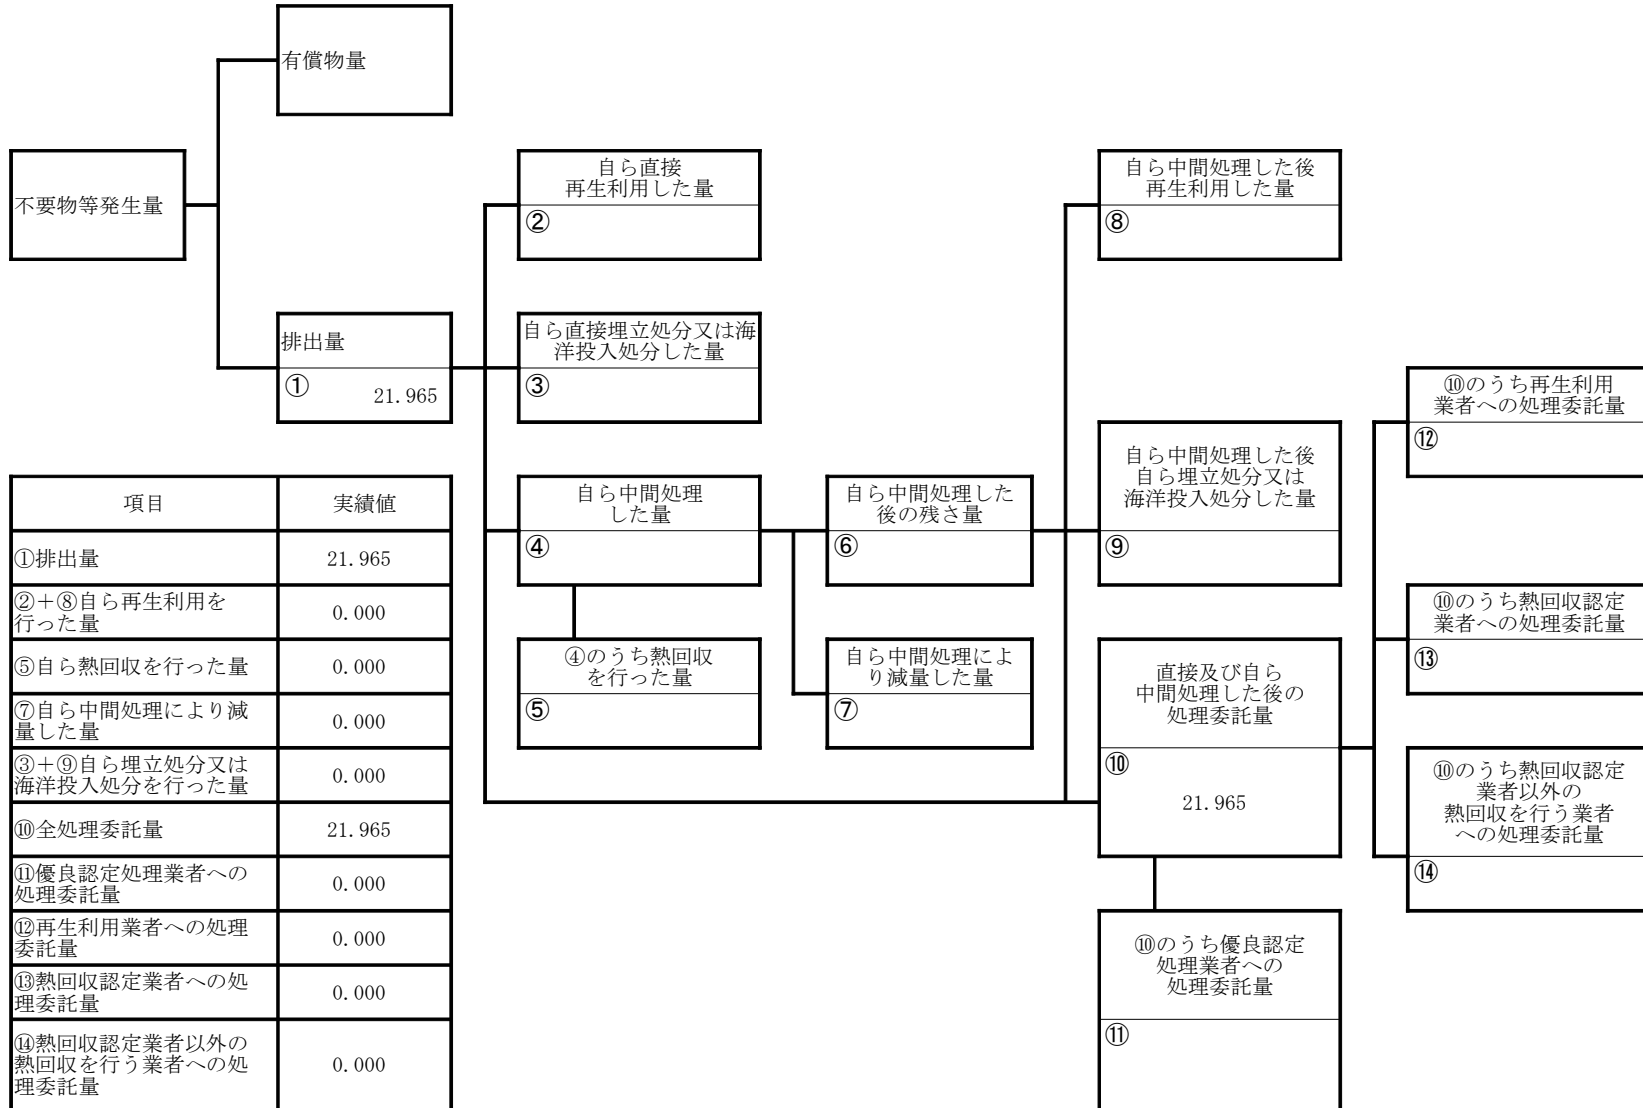 有償物量
不要物等発生量
自ら直接
再生利用した量
②
自ら中間処理した後
再生利用した量
⑧
排出量
① 21.965
自ら直接埋立処分又は海
洋投入処分した量
③
⑩のうち再生利用
業者への処理委託量
⑫
自ら中間処理した後
自ら埋立処分又は
海洋投入処分した量
⑨
自ら中間処理
した量
④
自ら中間処理した
後の残さ量
⑥
④のうち熱回収
を行った量
⑤
自ら中間処理によ
り減量した量
⑦
⑩のうち熱回収認定
業者への処理委託量
⑬
直接及び自ら
中間処理した後の
処理委託量
⑩
21.965
⑩のうち熱回収認定
業者以外の
熱回収を行う業者
への処理委託量
⑭
⑩のうち優良認定
処理業者への
処理委託量
⑪
項目 実績値
①排出量 21.965
②＋⑧自ら再生利用を
行った量 0.000
⑤自ら熱回収を行った量 0.000
⑦自ら中間処理により減
量した量 0.000
③＋⑨自ら埋立処分又は
海洋投入処分を行った量 0.000
⑩全処理委託量 21.965
⑪優良認定処理業者への
処理委託量 0.000
⑫再生利用業者への処理
委託量 0.000
⑬熱回収認定業者への処
理委託量 0.000
⑭熱回収認定業者以外の
熱回収を行う業者への処
理委託量 0.000